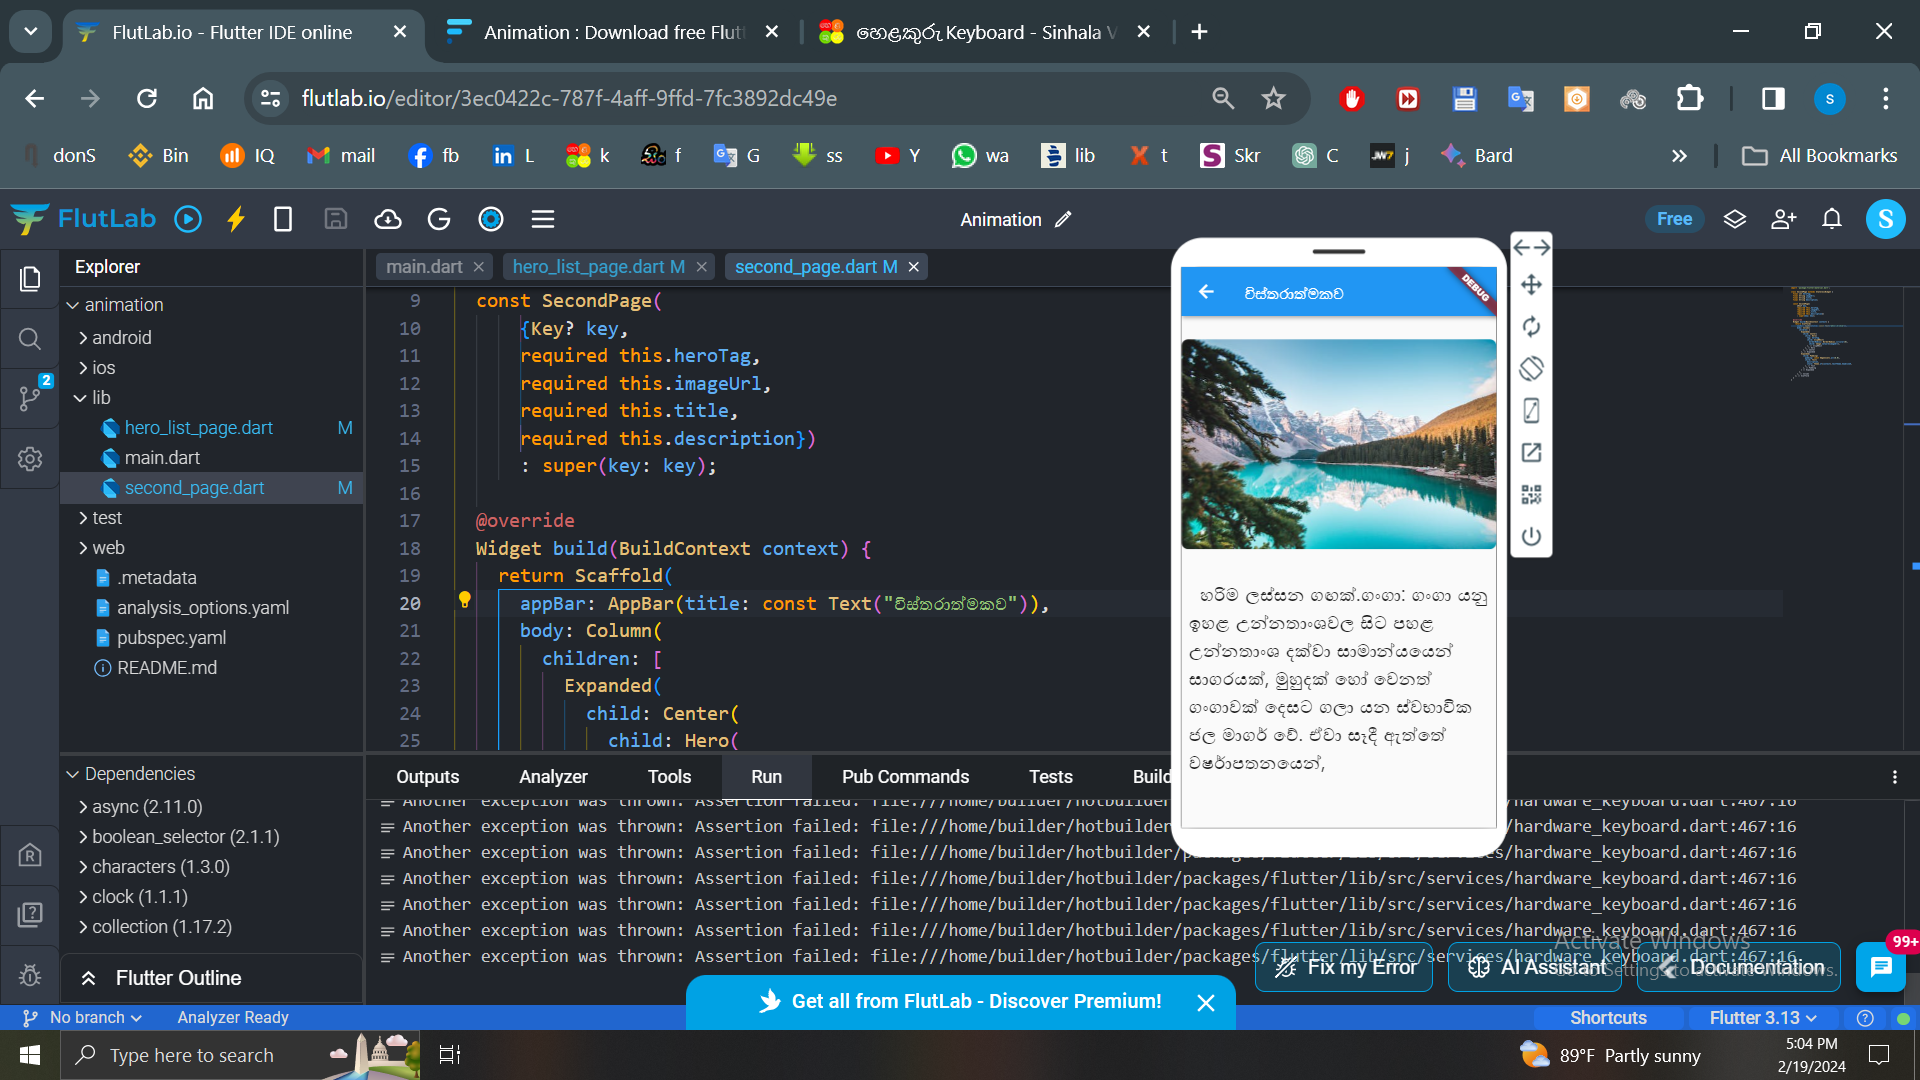 FlutLab.io - Flutter IDE online
Animation : Download free Flutt
හෙළකුරු Keyboard - Sinhala V
flutlab.io/editor/3ec0422c-787f-4aff-9ffd-7fc3892dc49e
S
donS
Bin
IQ
mail
fb
L
k
f
G
ss
Y
wa
lib
t
Skr
C
j
Bard
All Bookmarks
FlutLab
Animation
Free
S
Explorer
main.dart
hero_list_page.dart M
second_page.dart M
animation
android
ios
lib
hero_list_page.dart M
main.dart
second_page.dart M
test
web
.metadata
analysis_options.yaml
pubspec.yaml
README.md
2
9 const SecondPage(
10 {Key? key,
11 required this.heroTag,
12 required this.imageUrl,
13 required this.title,
14 required this.description})
15 : super(key: key);
16
17 @override
18 Widget build(BuildContext context) {
19 return Scaffold(
20 appBar: AppBar(title: const Text("විස්තරාත්මකව")),
21 body: Column(
22 children: [
23 Expanded(
24 child: Center(
25 child: Hero(
DEBUG
විස්තරාත්මකව
හරිම ලස්සන ගඟක්.ගංගා: ගංගා යනු
ඉහළ උන්නතාංශවල සිට පහළ
උන්නතාංශ දක්වා සාමාන්යයෙන්
සාගරයක්, මුහුදක් හෝ වෙනත්
ගංගාවක් දෙසට ගලා යන ස්වභාවික
ජල මාර්ග වේ. ඒවා සෑදී ඇත්තේ
වර්ෂාපතනයෙන්,
Dependencies
async (2.11.0)
boolean_selector (2.1.1)
characters (1.3.0)
clock (1.1.1)
collection (1.17.2)
Flutter Outline
Outputs
Analyzer
Tools
Run
Pub Commands
Tests
Build
Another exception was thrown: Assertion failed: file:///home/builder/hotbuilder hardware_keyboard.dart:467:16
Another exception was thrown: Assertion failed: file:///home/builder/hotbuilder hardware_keyboard.dart:467:16
Another exception was thrown: Assertion failed: file:///home/builder/hotbuilder/packages/flutter/lib/src/services/hardware_keyboard.dart:467:16
Another exception was thrown: Assertion failed: file:///home/builder/hotbuilder/packages/flutter/lib/src/services/hardware_keyboard.dart:467:16
Another exception was thrown: Assertion failed: file:///home/builder/hotbuilder/packages/flutter/lib/src/services/hardware_keyboard.dart:467:16
Another exception was thrown: Assertion failed: file:///home/builder/hotbuilder/packages/flutter/lib/src/services/hardware_keyboard.dart:467:16
Another exception was thrown: Assertion failed: file:///home/builder/hotbuilder/packages/flutter/lib/src/services/hardware_keyboard.dart:467:16
Activate Windows
Go to Settings to activate Windows.
Fix my Error
AI Assistant
Documentation
99+
Get all from FlutLab - Discover Premium!
No branch
Analyzer Ready
Shortcuts
Flutter 3.13
Type here to search
89°F Partly sunny
5:04 PM
2/19/2024